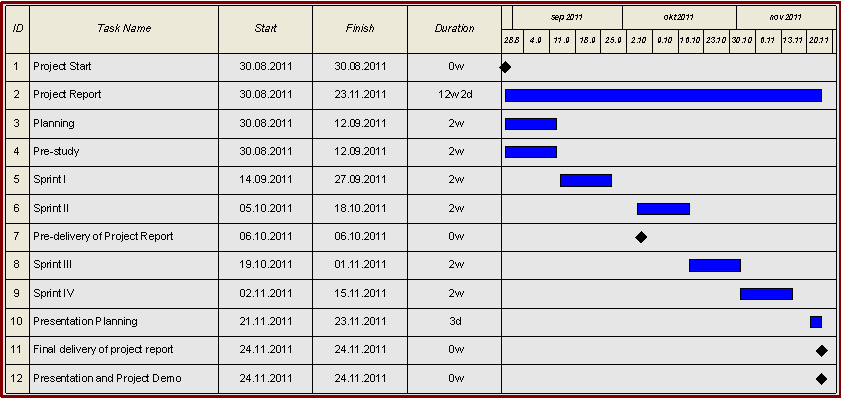 ID Task Name Start Finish Duration sep 2011 okt 2011 nov 2011
28.8 4.9 11.9 18.9 25.9 2.10 9.10 16.10 23.10 30.10 6.11 13.11 20.11
1 Project Start 30.08.2011 30.08.2011 0w
2 Project Report 30.08.2011 23.11.2011 12w 2d
3 Planning 30.08.2011 12.09.2011 2w
4 Pre-study 30.08.2011 12.09.2011 2w
5 Sprint I 14.09.2011 27.09.2011 2w
6 Sprint II 05.10.2011 18.10.2011 2w
7 Pre-delivery of Project Report 06.10.2011 06.10.2011 0w
8 Sprint III 19.10.2011 01.11.2011 2w
9 Sprint IV 02.11.2011 15.11.2011 2w
10 Presentation Planning 21.11.2011 23.11.2011 3d
11 Final delivery of project report 24.11.2011 24.11.2011 0w
12 Presentation and Project Demo 24.11.2011 24.11.2011 0w